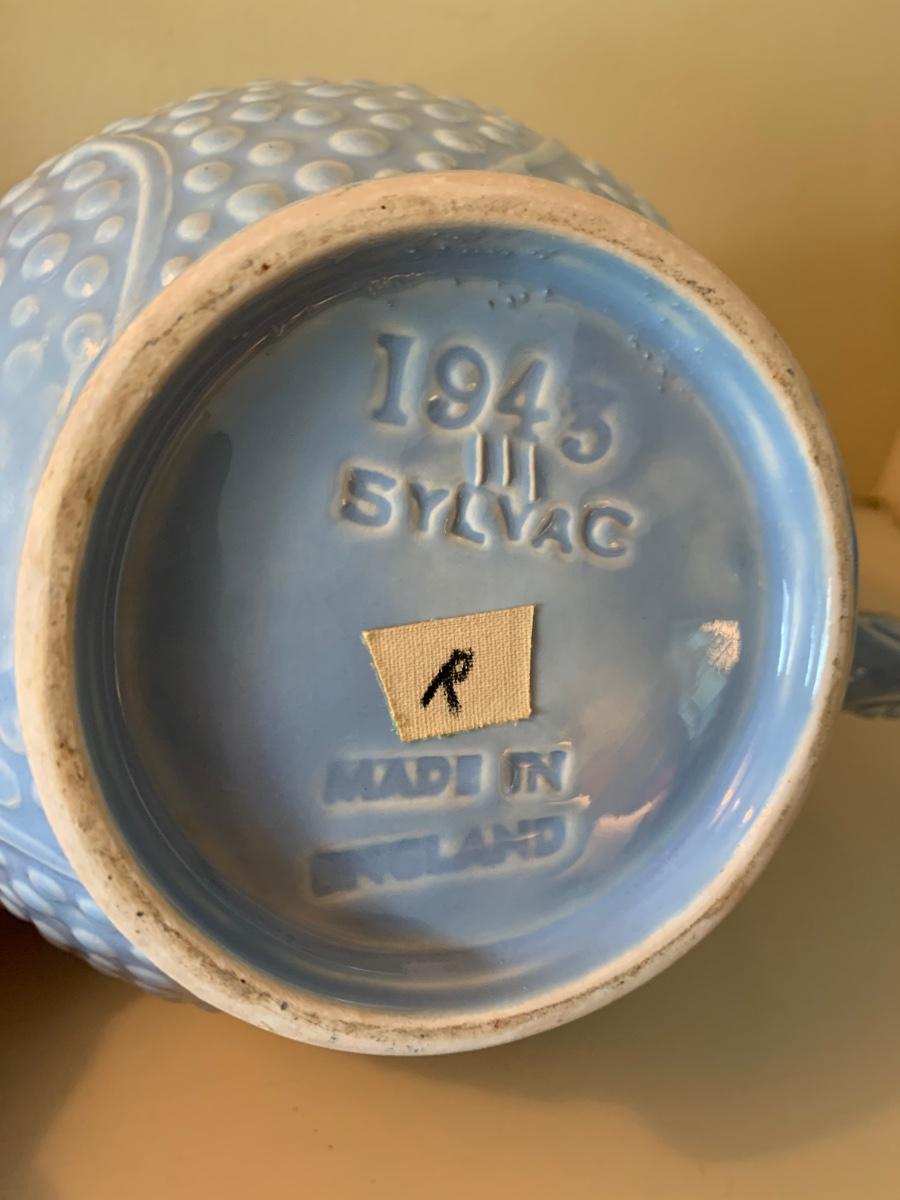 1945
III
SYLVAC
R
MADE IN
ENGLAND